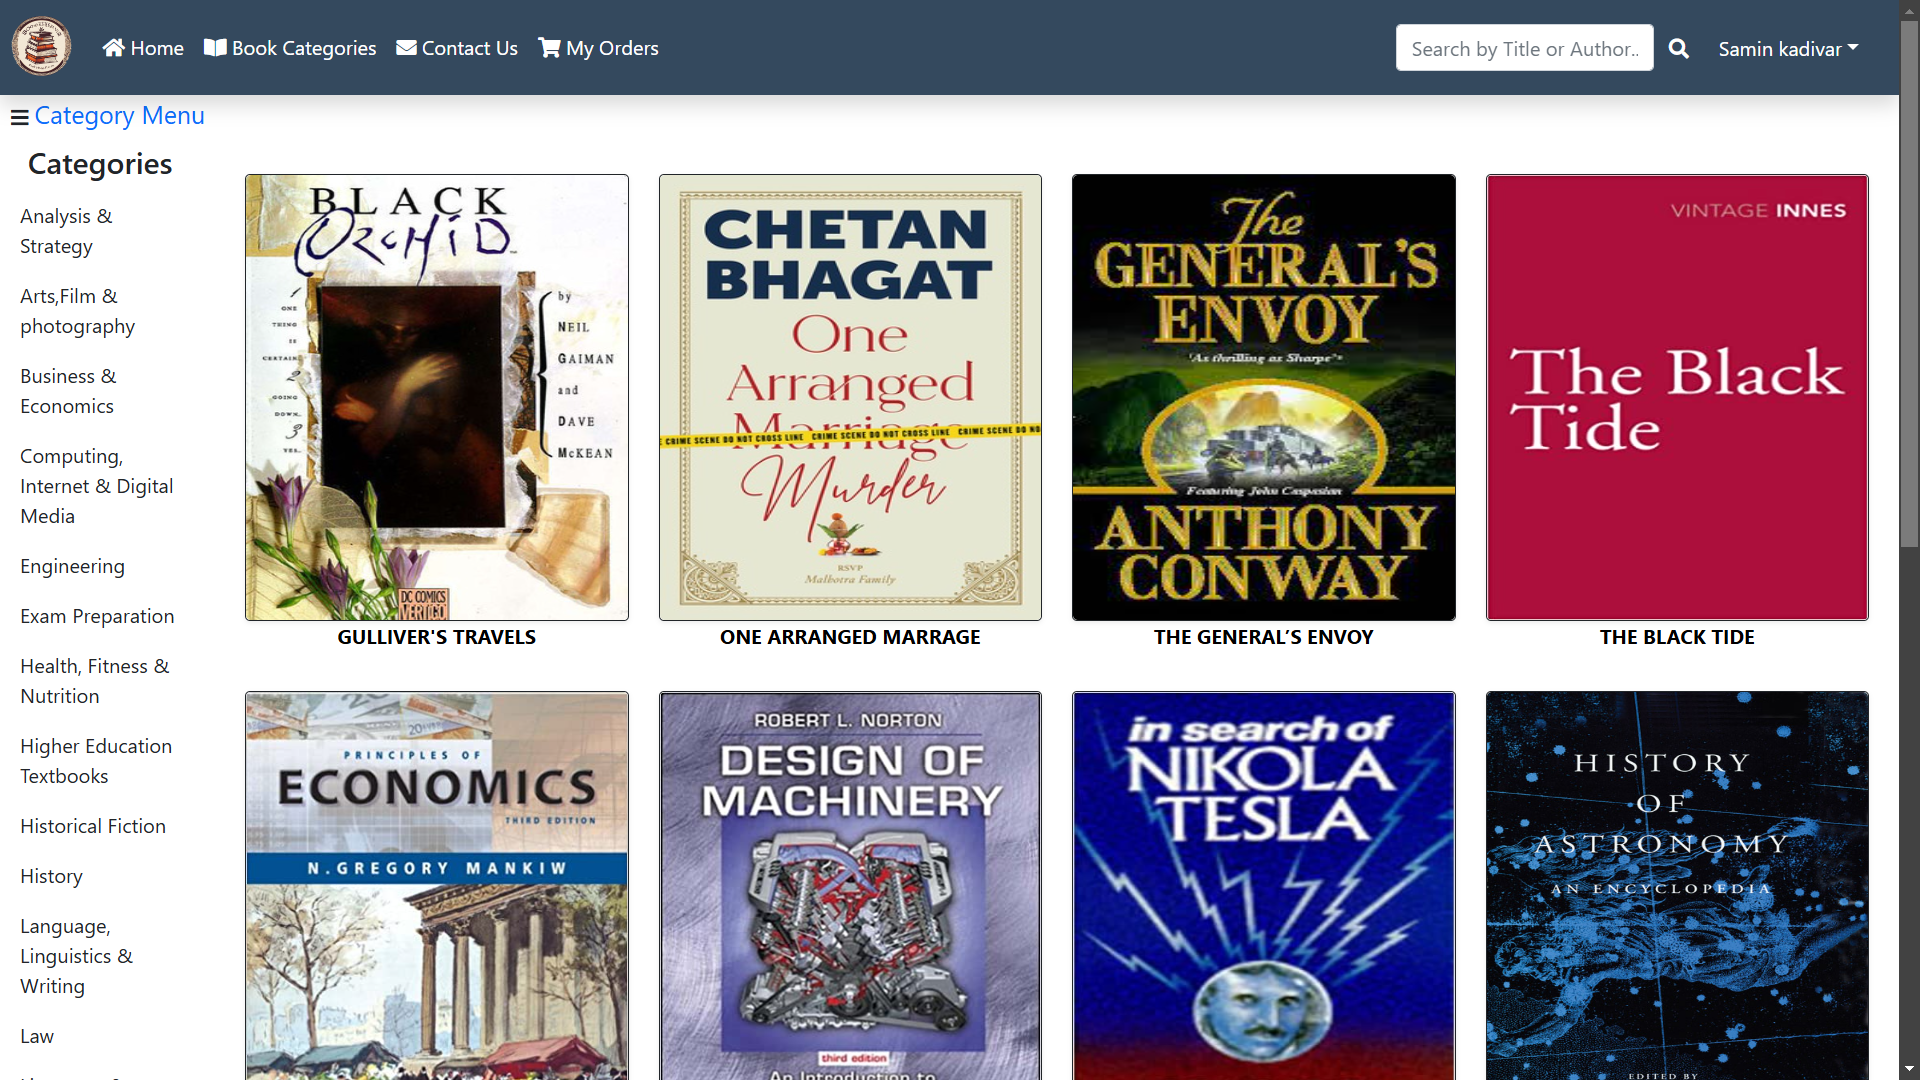 Home
Book Categories
Contact Us
My Orders
Search by Title or Author..
Samin kadivar
Category Menu
Categories
Analysis &
Strategy
Arts,Film &
photography
Business &
Economics
Computing,
Internet & Digital
Media
Engineering
Exam Preparation
Health, Fitness &
Nutrition
Higher Education
Textbooks
Historical Fiction
History
Language,
Linguistics &
Writing
Law
BLACK
ORCHID
1
ONE
THING
IS
CERTAIN
2
GOING
DOWN..
3
YES..
by
NEIL
GAIMAN
and
DAVE
McKEAN
DC COMICS
VERTIGO
GULLIVER'S TRAVELS
CHETAN
BHAGAT
One
Arranged
Marriage
CRIME SCENE DO NOT CROSS LINE CRIME SCENE DO NOT CROSS LINE CRIME SCENE DO NO
Murder
RSVP
Malhotra Family
ONE ARRANGED MARRAGE
The
GENERAL'S
ENVOY
'As thrilling as Sharpe'
Featuring John Caspasian
ANTHONY
CONWAY
THE GENERAL’S ENVOY
VINTAGE INNES
The Black
Tide
THE BLACK TIDE
PRINCIPLES OF
ECONOMICS
THIRD EDITION
N. GREGORY MANKIW
ROBERT L. NORTON
DESIGN OF
MACHINERY
third edition
An Introduction to
in search of
NIKOLA
TESLA
HISTORY
OF
ASTRONOMY
AN ENCYCLOPEDIA
EDITED BY